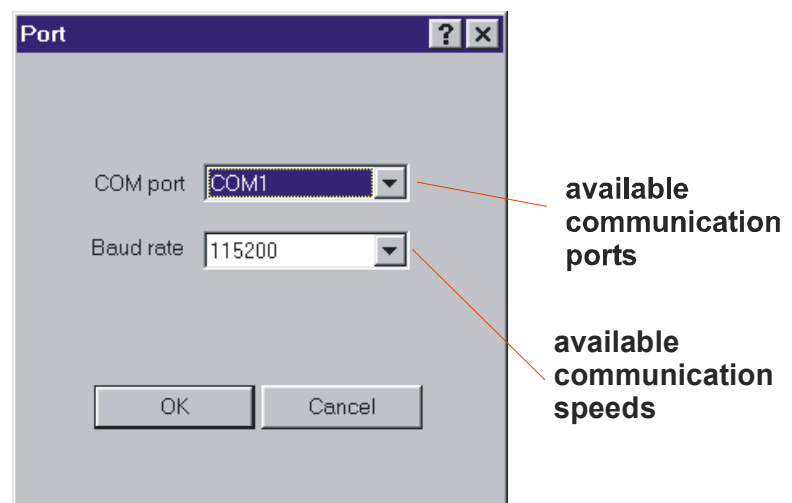 Port
COM port COM1
available
communication
ports
Baud rate 115200
available
communication
speeds
OK Cancel